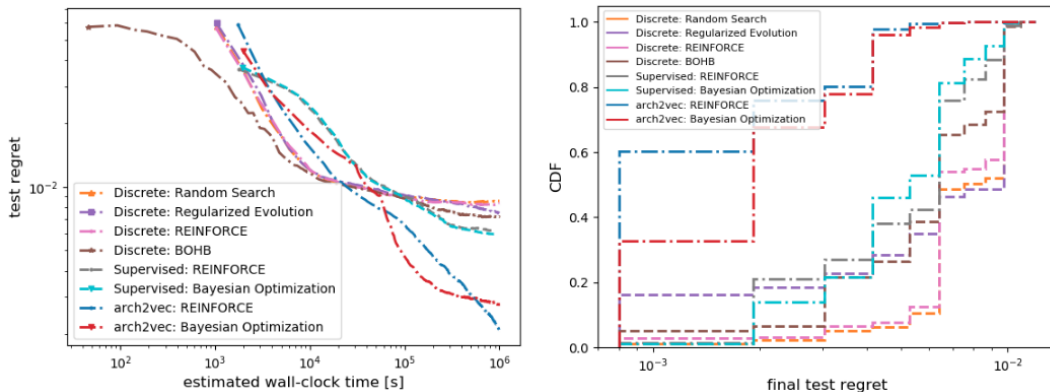 test regret
10⁻²
Discrete: Random Search
Discrete: Regularized Evolution
Discrete: REINFORCE
Discrete: BOHB
Supervised: REINFORCE
Supervised: Bayesian Optimization
arch2vec: REINFORCE
arch2vec: Bayesian Optimization
10² 10³ 10⁴ 10⁵ 10⁶
estimated wall-clock time [s]
CDF
1.0
0.8
0.6
0.4
0.2
0.0
Discrete: Random Search
Discrete: Regularized Evolution
Discrete: REINFORCE
Discrete: BOHB
Supervised: REINFORCE
Supervised: Bayesian Optimization
arch2vec: REINFORCE
arch2vec: Bayesian Optimization
10⁻³ 10⁻²
final test regret